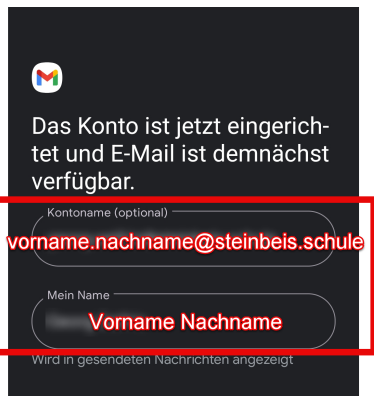 Das Konto ist jetzt eingerich-
tet und E-Mail ist demnächst
verfügbar.
Kontoname (optional)
vorname.nachname@steinbeis.schule
Mein Name
Vorname Nachname
Wird in gesendeten Nachrichten angezeigt